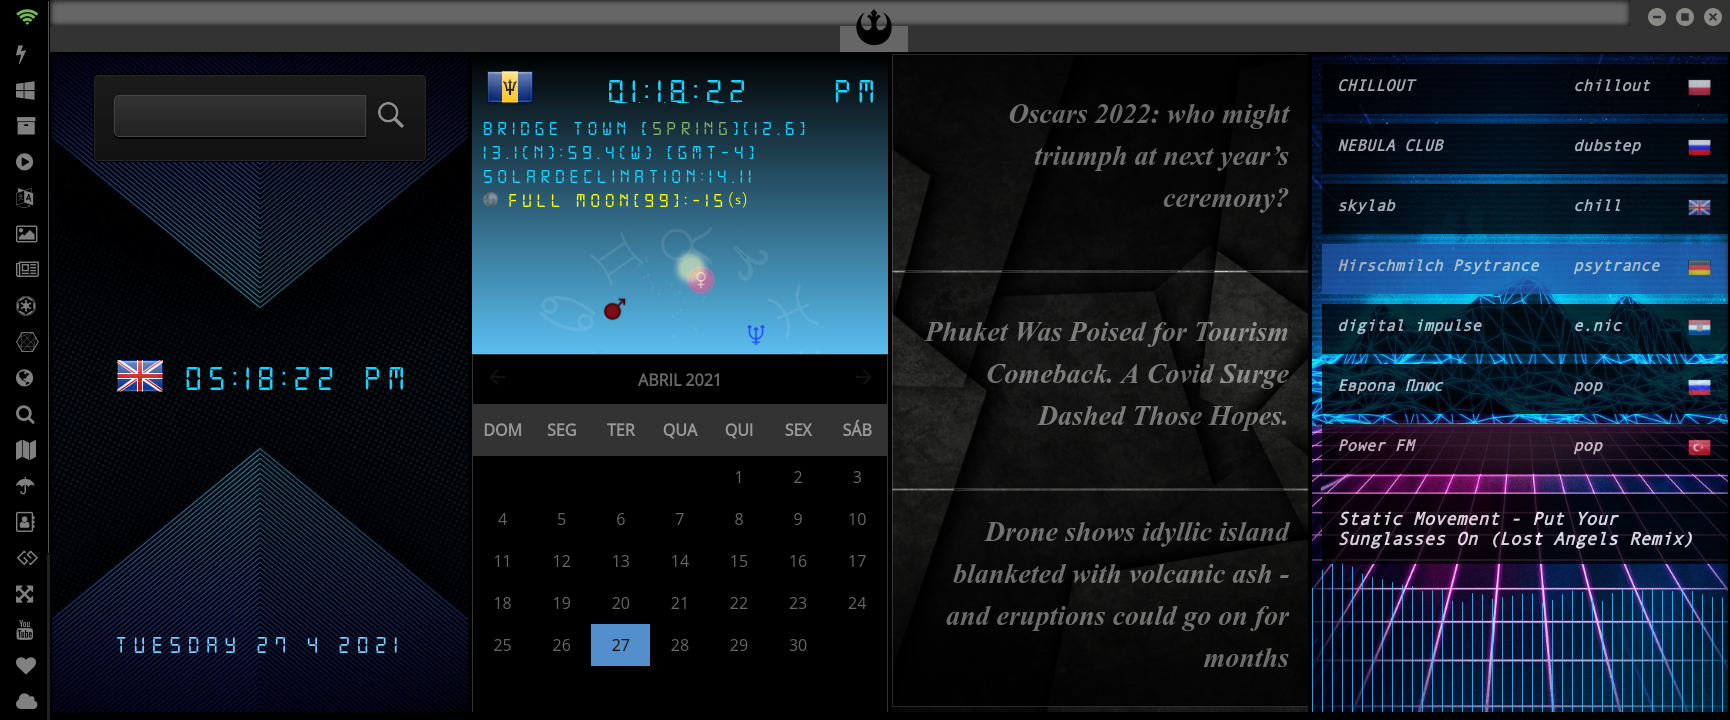 05:18:22 PM
TUESDAY 27 4 2021
01:18:22 PM
BRIDGE TOWN [SPRING][12.6]
13.1(N):59.4(W) [GMT-4]
SOLARDECLINATION:14.11
FULL MOON[99]:-15(s)
ABRIL 2021
DOM SEG TER QUA QUI SEX SÁB
1 2 3
4 5 6 7 8 9 10
11 12 13 14 15 16 17
18 19 20 21 22 23 24
25 26 27 28 29 30
Oscars 2022: who might
triumph at next year’s
ceremony?
Phuket Was Poised for Tourism
Comeback. A Covid Surge
Dashed Those Hopes.
Drone shows idyllic island
blanketed with volcanic ash -
and eruptions could go on for
months
CHILLOUT chillout
NEBULA CLUB dubstep
skylab chill
Hirschmilch Psytrance psytrance
digital impulse e.nic
Европа Плюс pop
Power FM pop
Static Movement - Put Your
Sunglasses On (Lost Angels Remix)
You
Tube